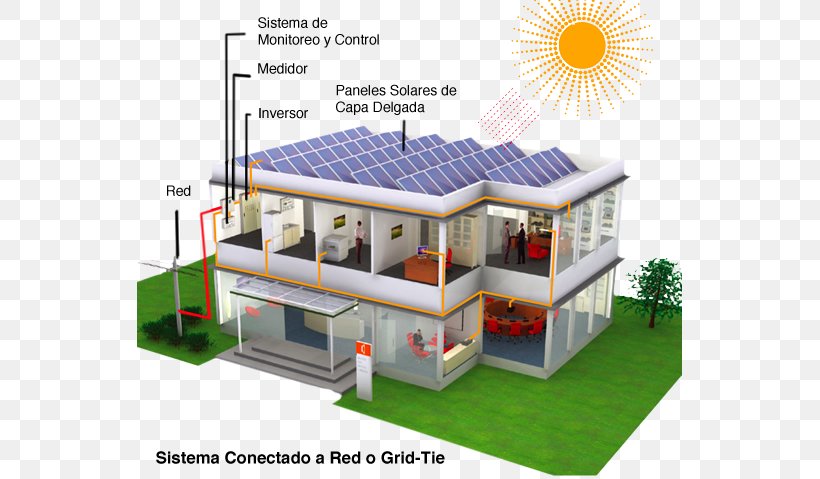 Sistema de
Monitoreo y Control
Medidor
Inversor
Paneles Solares de
Capa Delgada
Red
Sistema Conectado a Red o Grid-Tie